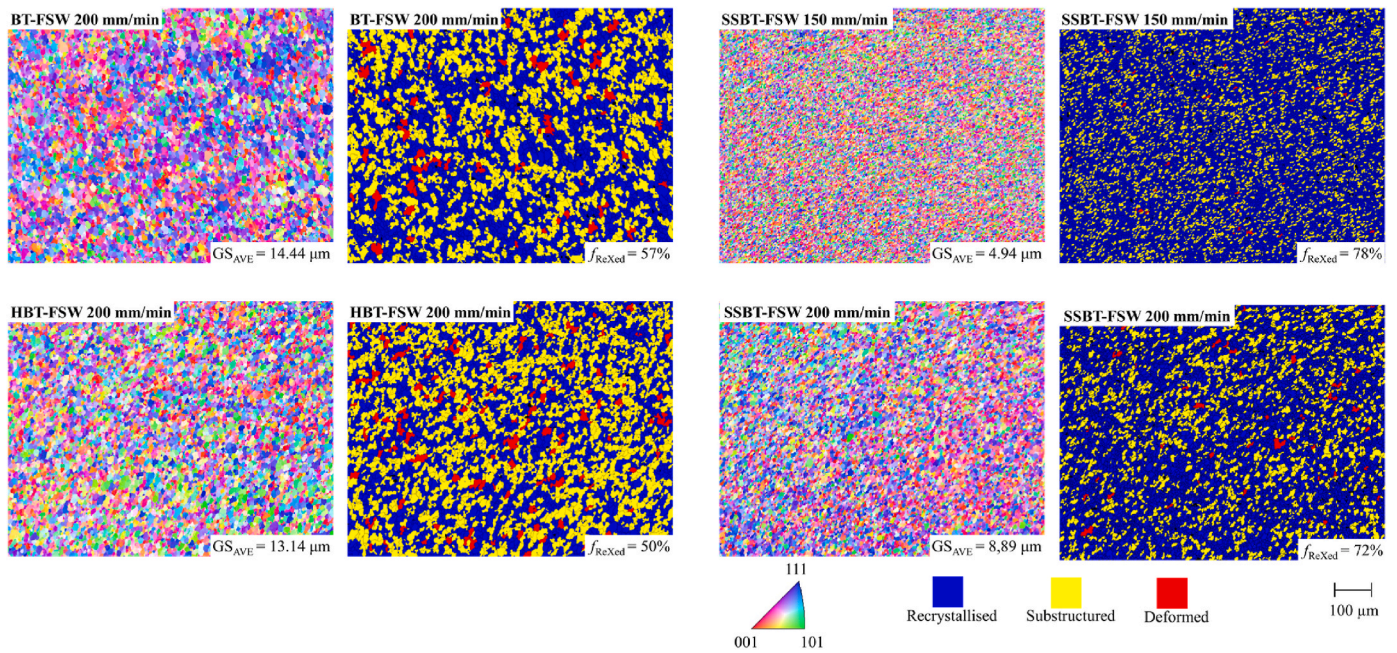 BT-FSW 200 mm/min
BT-FSW 200 mm/min
SSBT-FSW 150 mm/min
SSBT-FSW 150 mm/min
GSAVE = 14.44 μm
fReXed = 57%
GSAVE = 4.94 μm
fReXed = 78%
HBT-FSW 200 mm/min
HBT-FSW 200 mm/min
SSBT-FSW 200 mm/min
SSBT-FSW 200 mm/min
GSAVE = 13.14 μm
fReXed = 50%
GSAVE = 8,89 μm
fReXed = 72%
111
001
101
Recrystallised
Substructured
Deformed
100 μm